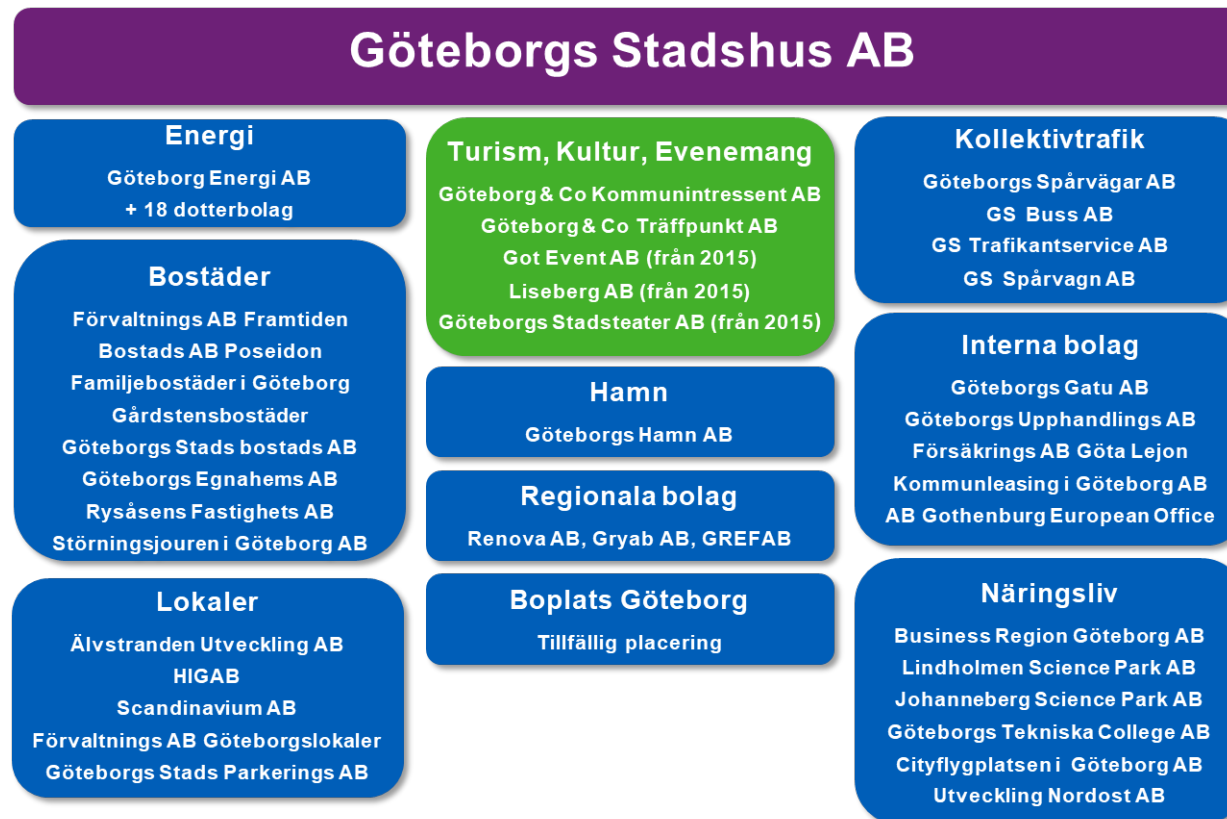 Göteborgs Stadshus AB
Energi
Göteborg Energi AB
+ 18 dotterbolag
Bostäder
Förvaltnings AB Framtiden
Bostads AB Poseidon
Familjebostäder i Göteborg
Gårdstensbostäder
Göteborgs Stads bostads AB
Göteborgs Egnahems AB
Rysåsens Fastighets AB
Störningsjouren i Göteborg AB
Lokaler
Älvstranden Utveckling AB
HIGAB
Scandinavium AB
Förvaltnings AB Göteborgslokaler
Göteborgs Stads Parkerings AB
Turism, Kultur, Evenemang
Göteborg & Co Kommunintressent AB
Göteborg & Co Träffpunkt AB
Got Event AB (från 2015)
Liseberg AB (från 2015)
Göteborgs Stadsteater AB (från 2015)
Hamn
Göteborgs Hamn AB
Regionala bolag
Renova AB, Gryab AB, GREFAB
Boplats Göteborg
Tillfällig placering
Kollektivtrafik
Göteborgs Spårvägar AB
GS Buss AB
GS Trafikantservice AB
GS Spårvagn AB
Interna bolag
Göteborgs Gatu AB
Göteborgs Upphandlings AB
Försäkrings AB Göta Lejon
Kommunleasing i Göteborg AB
AB Gothenburg European Office
Näringsliv
Business Region Göteborg AB
Lindholmen Science Park AB
Johanneberg Science Park AB
Göteborgs Tekniska College AB
Cityflygplatsen i Göteborg AB
Utveckling Nordost AB